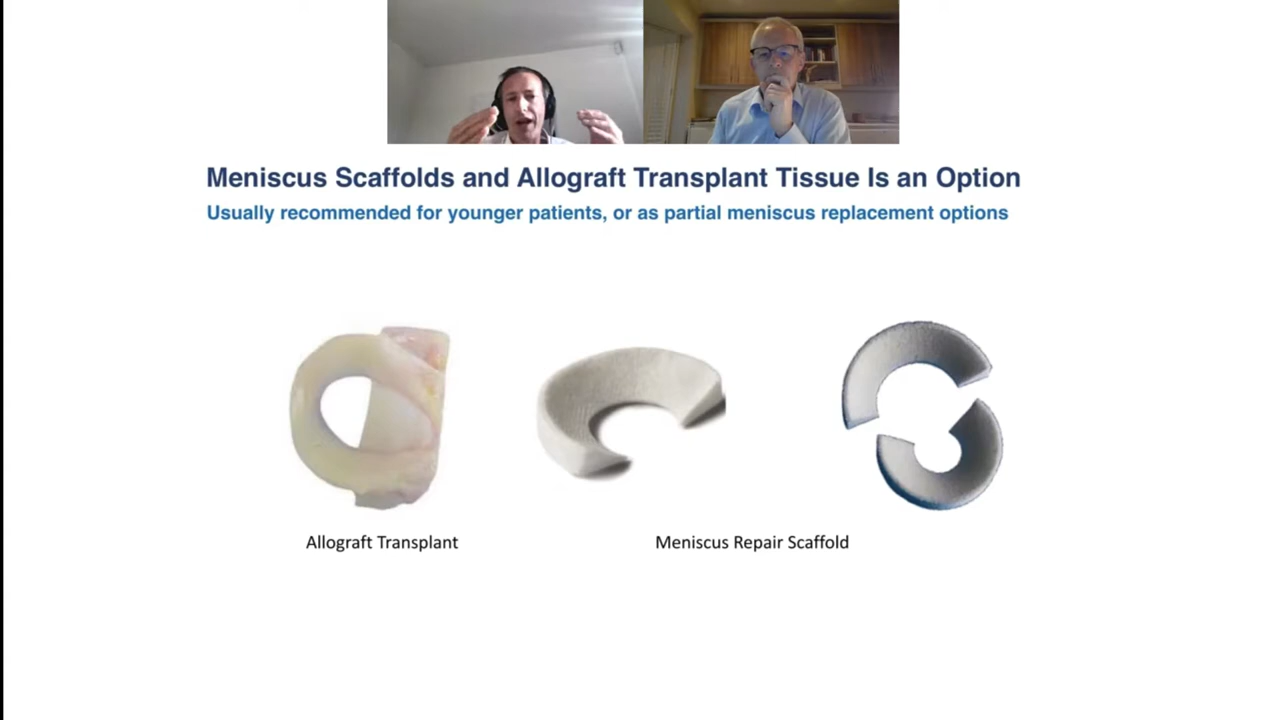 Meniscus Scaffolds and Allograft Transplant Tissue Is an Option
Usually recommended for younger patients, or as partial meniscus replacement options
Allograft Transplant
Meniscus Repair Scaffold